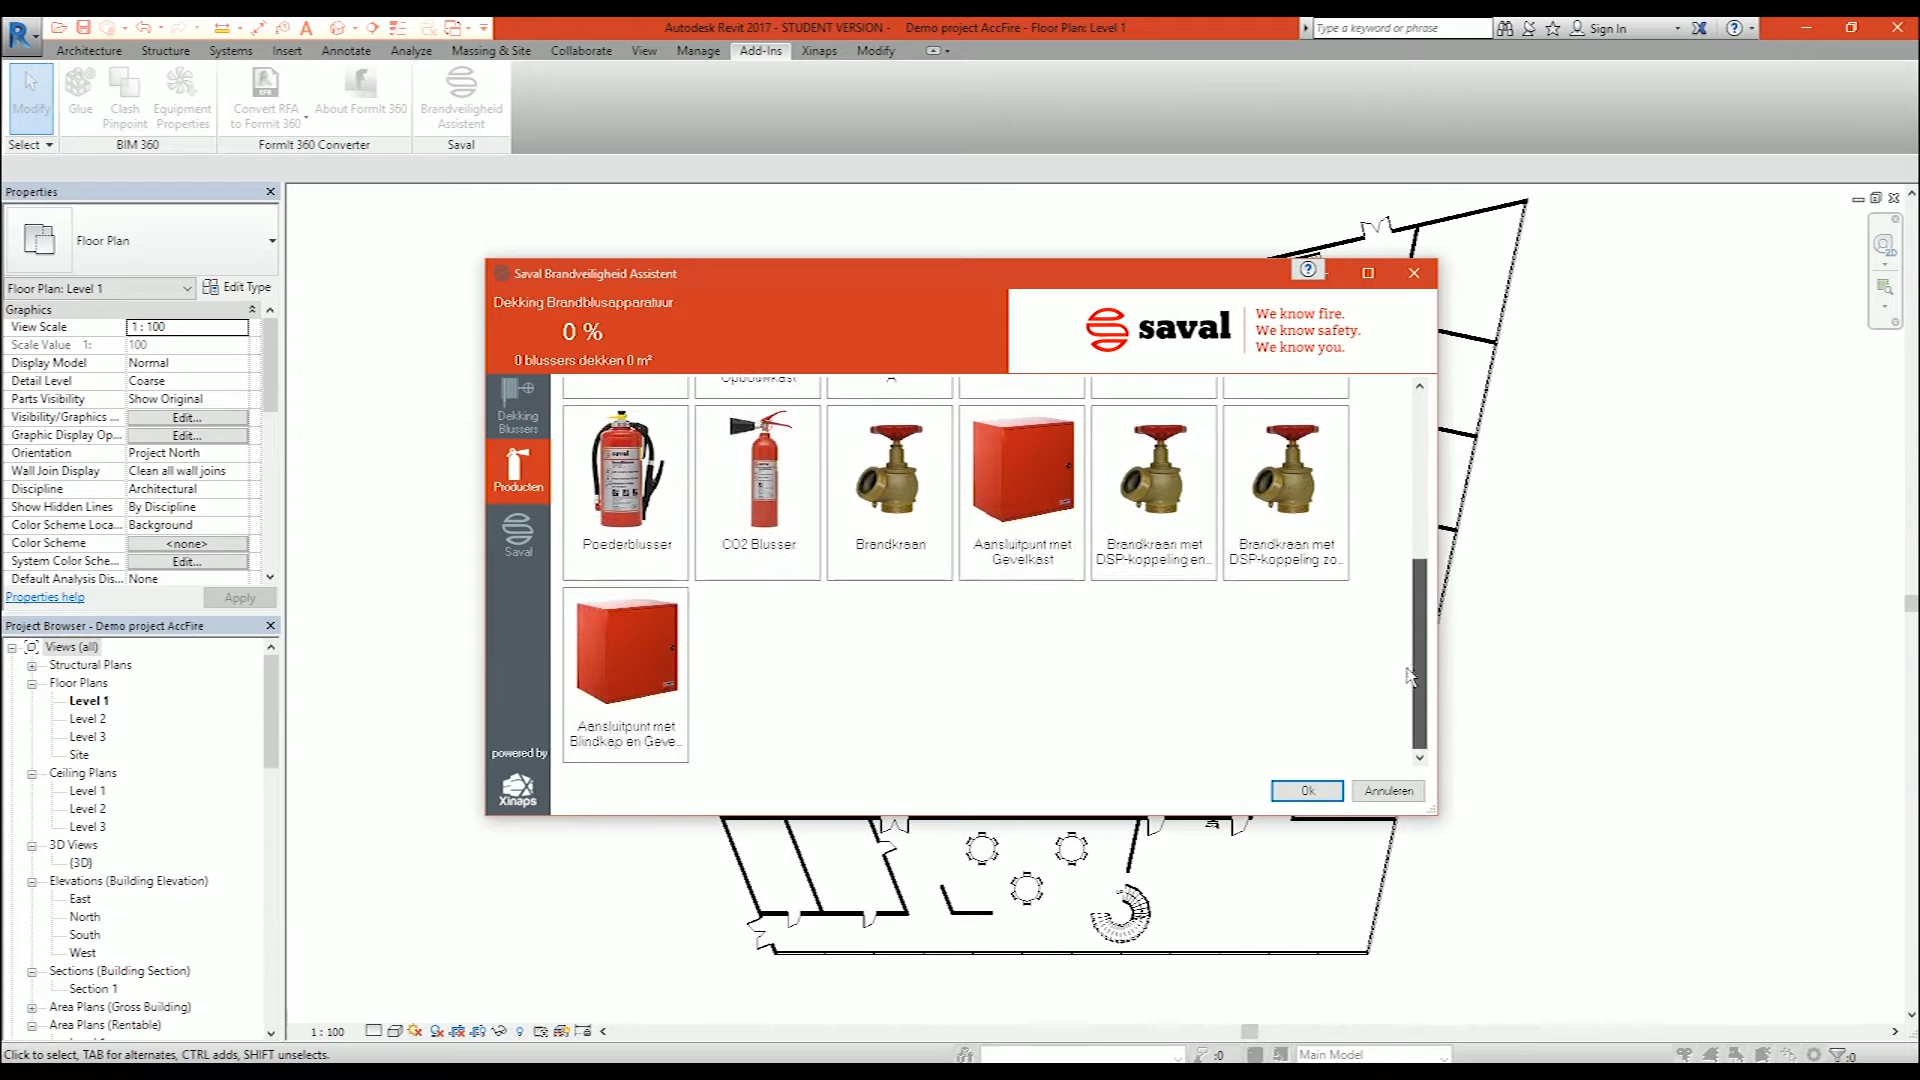 Autodesk Revit 2017 - STUDENT VERSION - Demo project AccFire - Floor Plan: Level 1
Type a keyword or phrase
Sign In
Architecture Structure Systems Insert Annotate Analyze Massing & Site Collaborate View Manage Add-Ins Xinaps Modify
Modify
Glue
Clash Pinpoint
Equipment Properties
Convert RFA to FormIt 360
About FormIt 360
Brandveiligheid Assistent
Select
BIM 360
FormIt 360 Converter
Saval
Properties
Floor Plan
Floor Plan: Level 1
Edit Type
Graphics
View Scale 1 : 100
Scale Value 1: 100
Display Model Normal
Detail Level Coarse
Parts Visibility Show Original
Visibility/Graphics ... Edit...
Graphic Display Op... Edit...
Orientation Project North
Wall Join Display Clean all wall joins
Discipline Architectural
Show Hidden Lines By Discipline
Color Scheme Loca... Background
Color Scheme <none>
System Color Sche... Edit...
Default Analysis Dis... None
Properties help
Apply
Project Browser - Demo project AccFire
Views (all)
Structural Plans
Floor Plans
Level 1
Level 2
Level 3
Site
Ceiling Plans
Level 1
Level 2
Level 3
3D Views
{3D}
Elevations (Building Elevation)
East
North
South
West
Sections (Building Section)
Section 1
Area Plans (Gross Building)
Area Plans (Rentable)
Saval Brandveiligheid Assistent
Dekking Brandblusapparatuur
0 %
0 blussers dekken 0 m²
saval
We know fire.
We know safety.
We know you.
Dekking
Blussers
Producten
Saval
powered by
Xinaps
Opbouwkast
A
Poederblusser
CO2 Blusser
Brandkraan
Aansluitpunt met
Gevelkast
Brandkraan met
DSP-koppeling en...
Brandkraan met
DSP-koppeling zo...
Aansluitpunt met
Blindkap en Geve...
Ok
Annuleren
1 : 100
Click to select, TAB for alternates, CTRL adds, SHIFT unselects.
:0
Main Model
:0